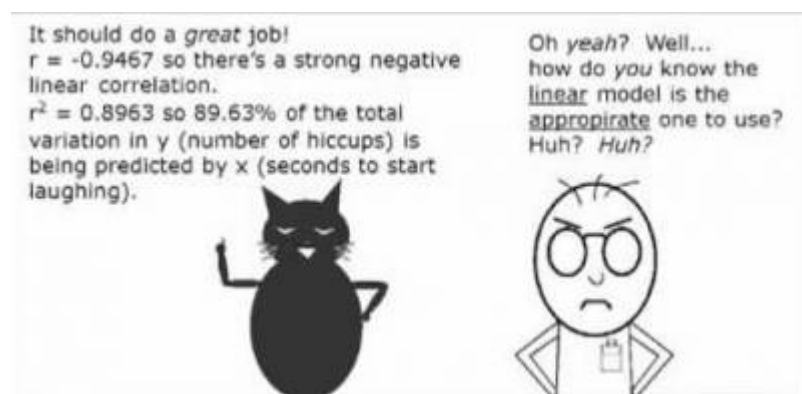 It should do a great job!
r = -0.9467 so there's a strong negative
linear correlation.
r² = 0.8963 so 89.63% of the total
variation in y (number of hiccups) is
being predicted by x (seconds to start
laughing).
Oh yeah? Well...
how do you know the
linear model is the
appropirate one to use?
Huh? Huh?